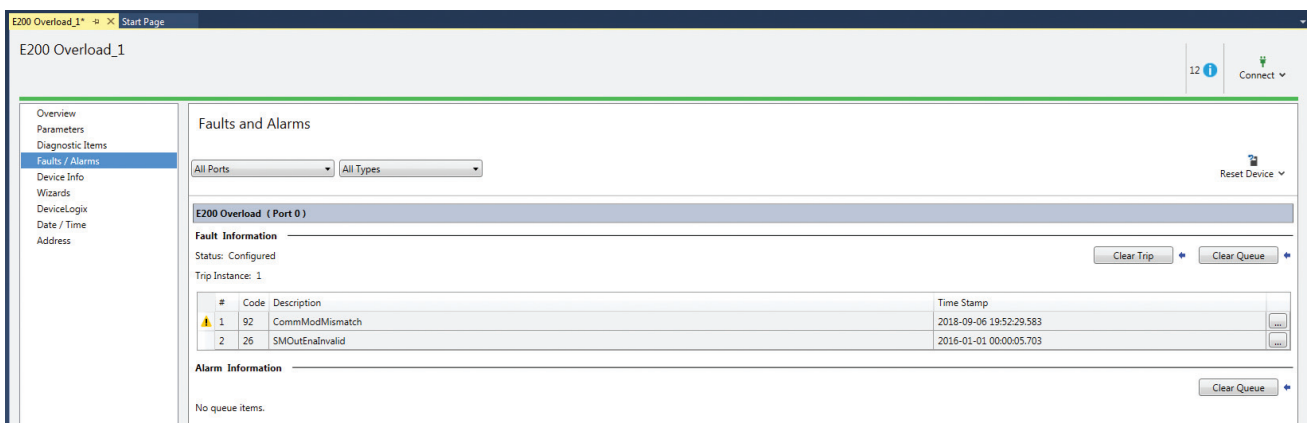 E200 Overload_1* Start Page
E200 Overload_1
12 Connect
Overview
Parameters
Diagnostic Items
Faults / Alarms
Device Info
Wizards
DeviceLogix
Date / Time
Address
Faults and Alarms
All Ports All Types
Reset Device
E200 Overload ( Port 0 )
Fault Information
Status: Configured
Clear Trip Clear Queue
Trip Instance: 1
# Code Description Time Stamp
1 92 CommModMismatch 2018-09-06 19:52:29.583 ...
2 26 SMOutEnaInvalid 2016-01-01 00:00:05.703 ...
Alarm Information
Clear Queue
No queue items.